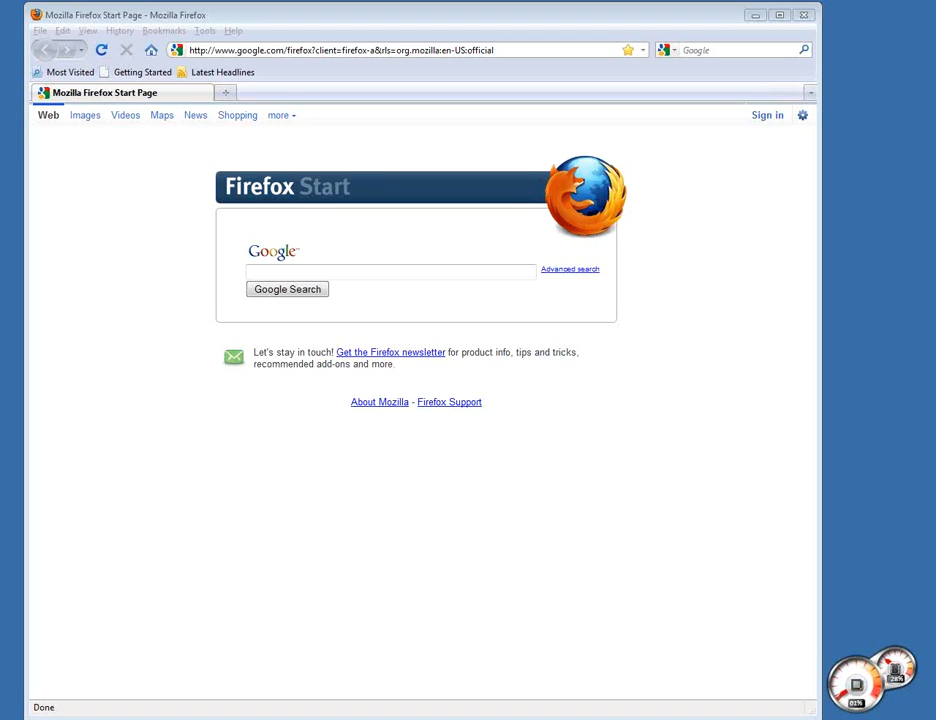 Mozilla Firefox Start Page - Mozilla Firefox
File Edit View History Bookmarks Tools Help
http://www.google.com/firefox?client=firefox-a&rls=org.mozilla:en-US:official Google
Most Visited Getting Started Latest Headlines
Mozilla Firefox Start Page
Web Images Videos Maps News Shopping more Sign in
Firefox Start
Google™
Advanced search
Google Search
Let's stay in touch! Get the Firefox newsletter for product info, tips and tricks,
recommended add-ons and more.
About Mozilla - Firefox Support
28%
01%
Done